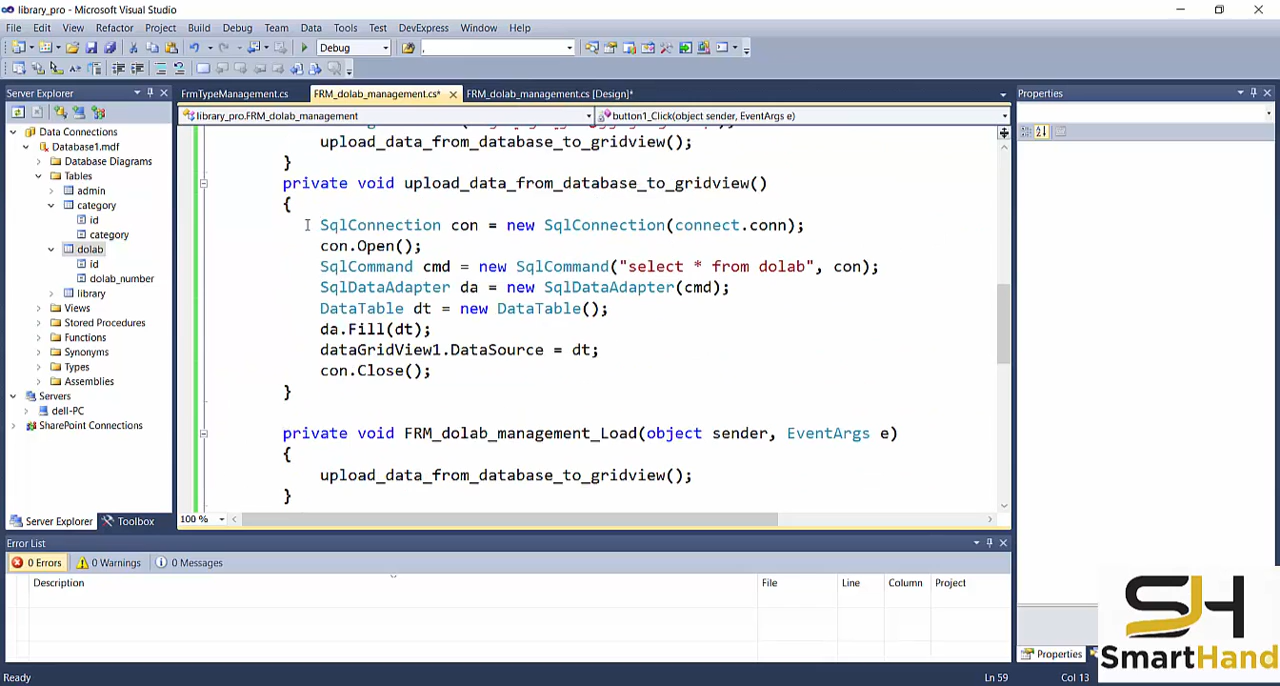 library_pro - Microsoft Visual Studio
File Edit View Refactor Project Build Debug Team Data Tools Test DevExpress Window Help
Debug
Server Explorer
FrmTypeManagement.cs FRM_dolab_management.cs* FRM_dolab_management.cs [Design]*
Properties
library_pro.FRM_dolab_management
button1_Click(object sender, EventArgs e)
Data Connections
Database1.mdf
Database Diagrams
Tables
admin
category
id
category
dolab
id
dolab_number
library
Views
Stored Procedures
Functions
Synonyms
Types
Assemblies
Servers
dell-PC
SharePoint Connections
Server Explorer Toolbox
upload_data_from_database_to_gridview();
}
private void upload_data_from_database_to_gridview()
{
SqlConnection con = new SqlConnection(connect.conn);
con.Open();
SqlCommand cmd = new SqlCommand("select * from dolab", con);
SqlDataAdapter da = new SqlDataAdapter(cmd);
DataTable dt = new DataTable();
da.Fill(dt);
dataGridView1.DataSource = dt;
con.Close();
}
private void FRM_dolab_management_Load(object sender, EventArgs e)
{
upload_data_from_database_to_gridview();
}
100 %
Error List
0 Errors 0 Warnings 0 Messages
Description File Line Column Project
Properties
SH
SmartHand
Ready Ln 59 Col 13